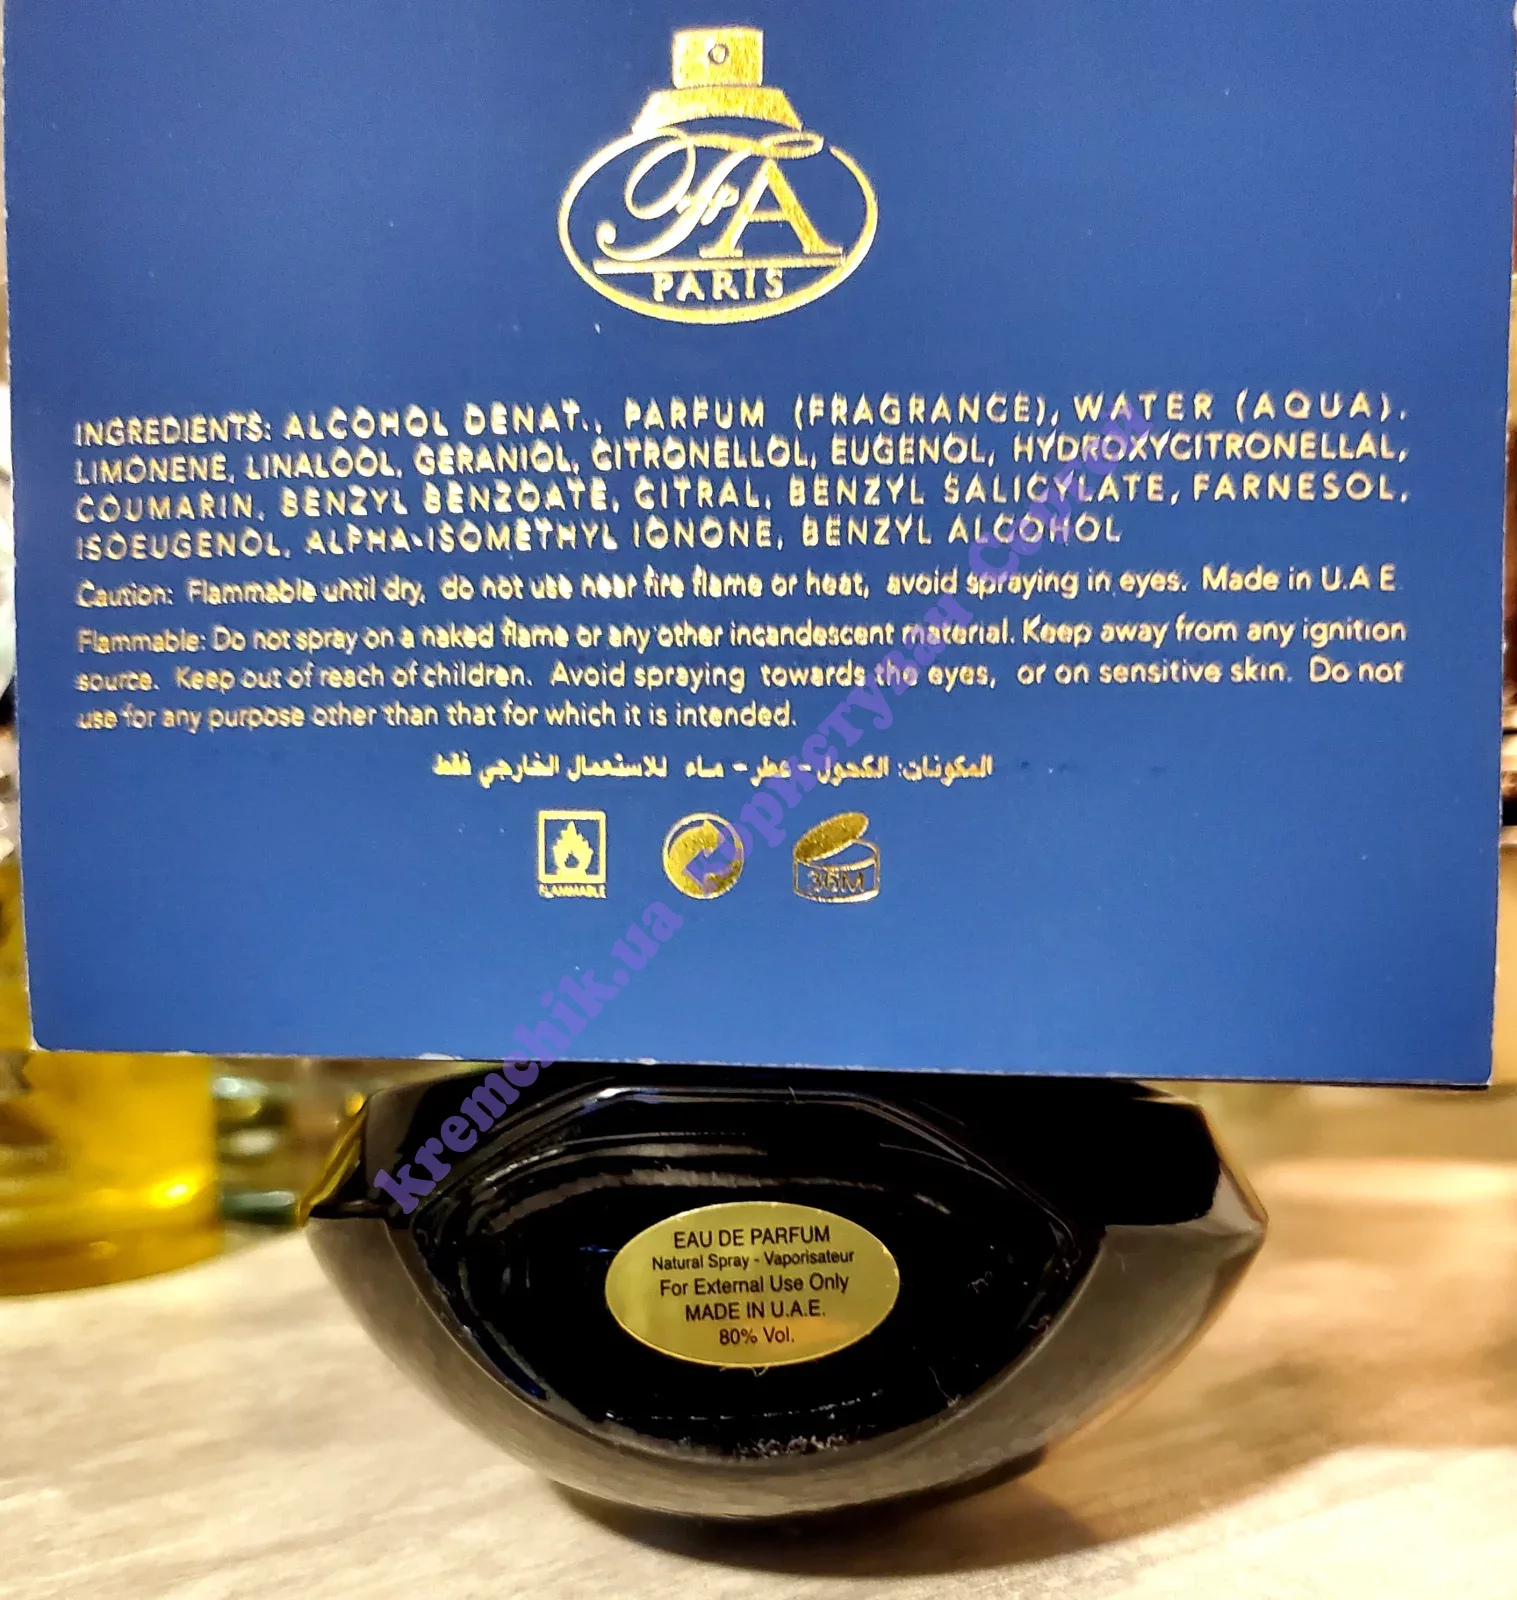 FA
PARIS
INGREDIENTS: ALCOHOL DENAT., PARFUM (FRAGRANCE), WATER (AQUA).
LIMONENE, LINALOOL, GERANIOL, CITRONELLOL, EUGENOL, HYDROXYCITRONELLAL,
COUMARIN, BENZYL BENZOATE, CITRAL, BENZYL SALICYLATE, FARNESOL,
ISOEUGENOL, ALPHA-ISOMETHYL IONONE, BENZYL ALCOHOL
Caution: Flammable until dry, do not use near fire flame or heat, avoid spraying in eyes. Made in U.A E
Flammable: Do not spray on a naked flame or any other incandescent material. Keep away from any ignition
source. Keep out of reach of children. Avoid spraying towards the eyes, or on sensitive skin. Do not
use for any purpose other than that for which it is intended.
المكونات: الكحول - عطر - ماء للاستعمال الخارجي فقط
FLAMMABLE
36M
kremchik.ua користувач
EAU DE PARFUM
Natural Spray - Vaporisateur
For External Use Only
MADE IN U.A.E.
80% Vol.